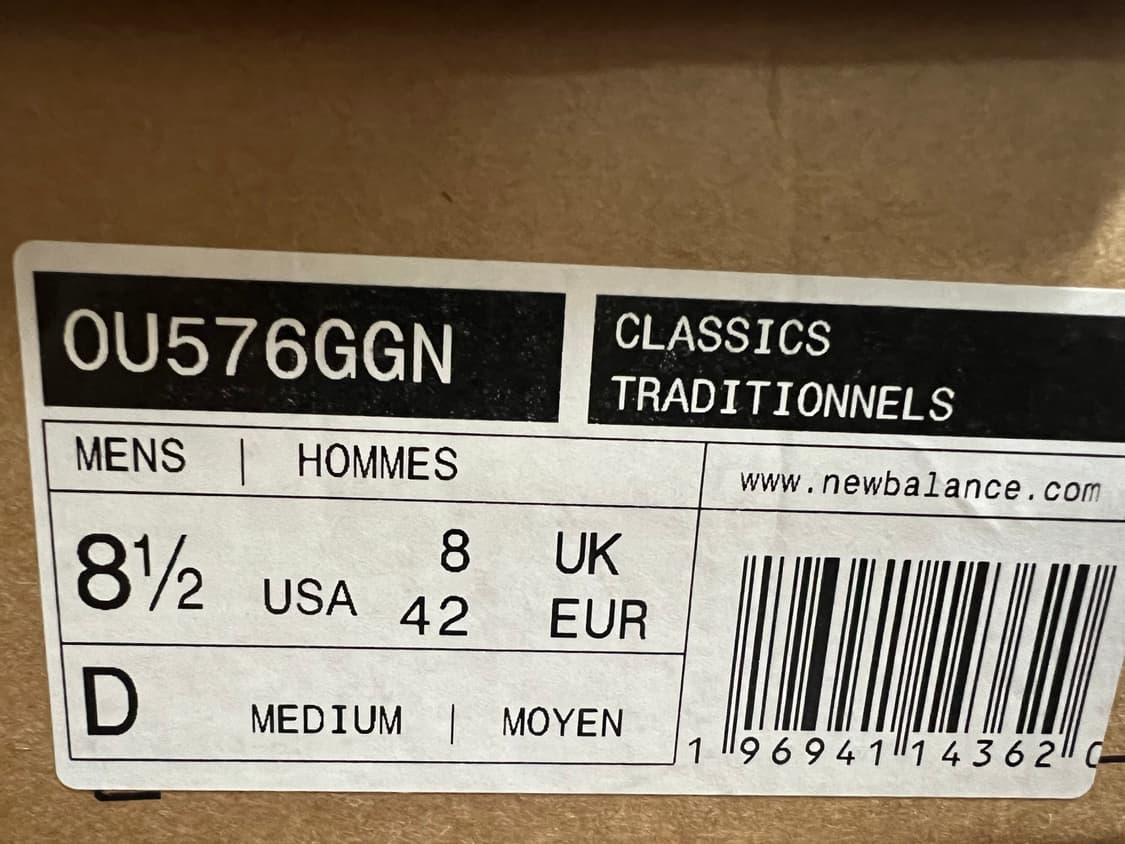 OU576GGN
CLASSICS
TRADITIONNELS
MENS | HOMMES
www.newbalance.com
8½ USA
8 UK
42 EUR
D MEDIUM | MOYEN
1 96941 14362